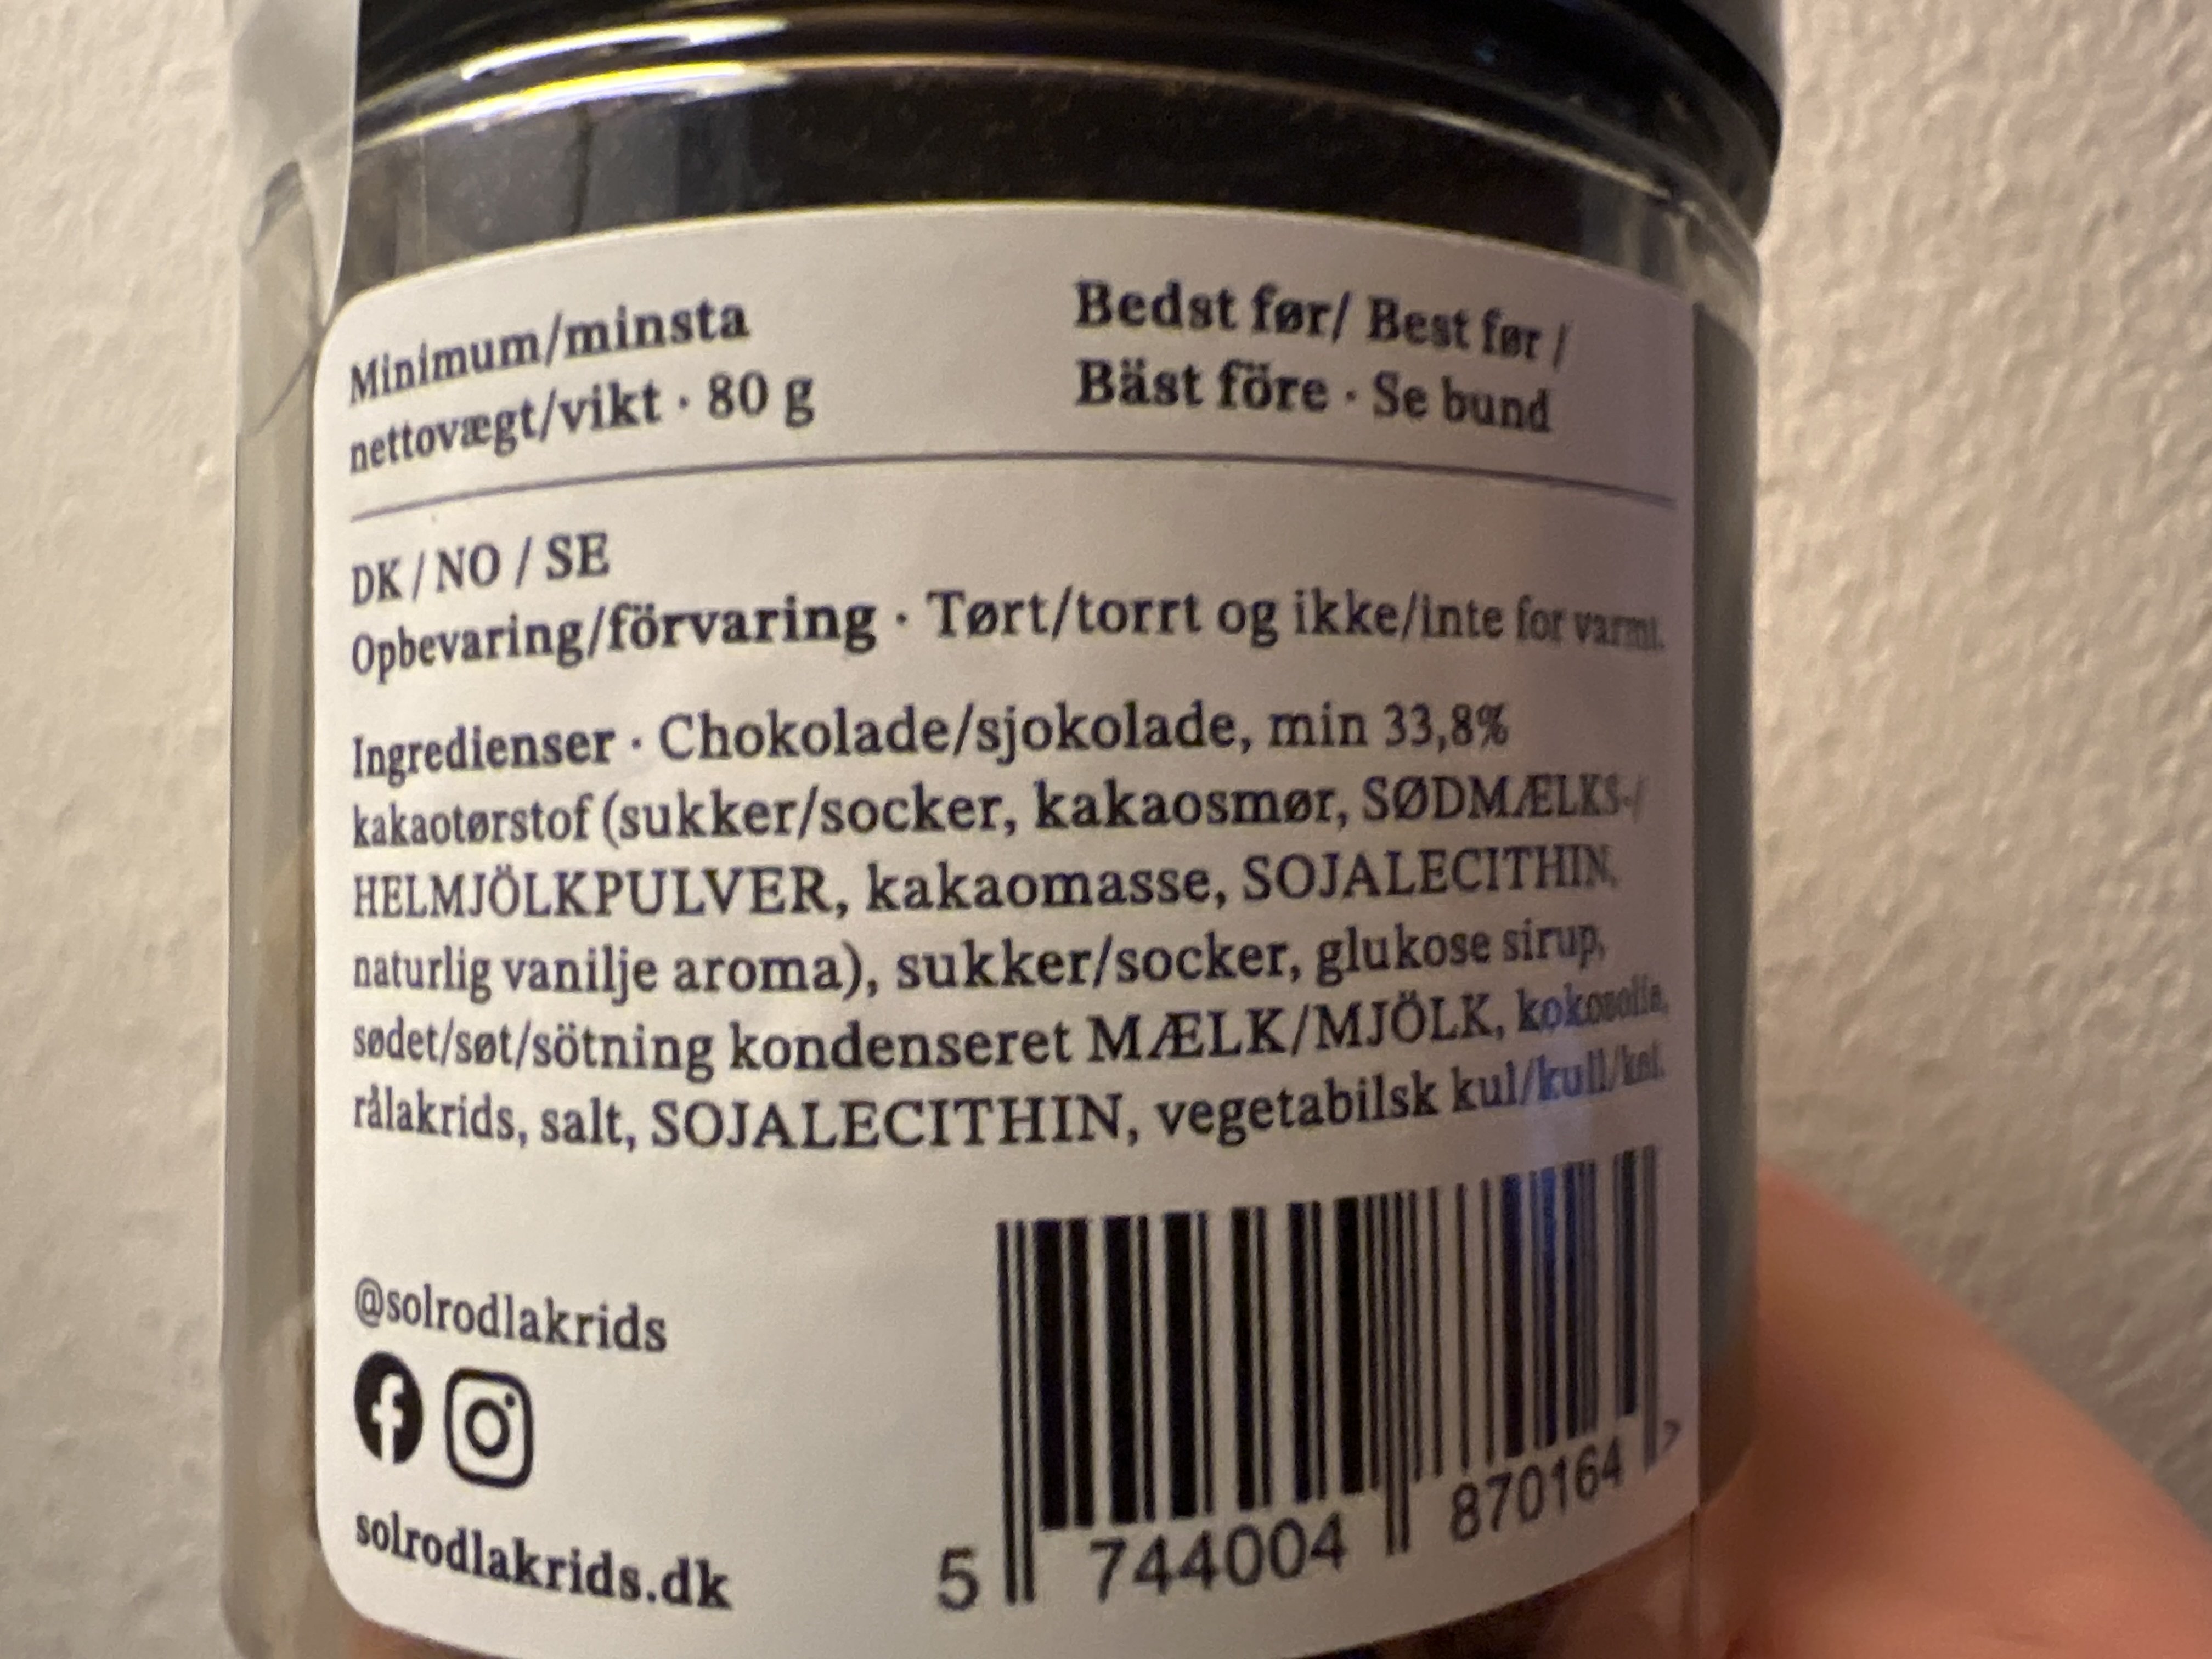 Minimum/minsta
nettovægt/vikt · 80 g
Bedst før/ Best før /
Bäst före · Se bund
DK / NO / SE
Opbevaring/förvaring · Tørt/torrt og ikke/inte for varmt.
Ingredienser · Chokolade/sjokolade, min 33,8%
kakaotørstof (sukker/socker, kakaosmør, SØDMÆLKS-/
HELMJÖLKPULVER, kakaomasse, SOJALECITHIN,
naturlig vanilje aroma), sukker/socker, glukose sirup,
sødet/søt/sötning kondenseret MÆLK/MJÖLK, kokosolie,
rålakrids, salt, SOJALECITHIN, vegetabilsk kul/kull/kol.
@solrodlakrids
solrodlakrids.dk
5 744004 870164 >